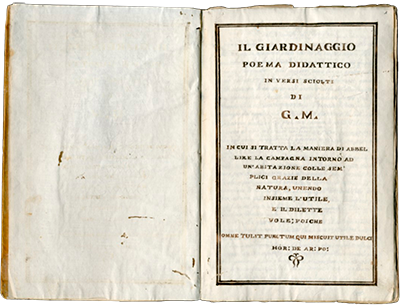 IL GIARDINAGGIO
POEMA DIDATTICO
IN VERSI SCIOLTI
DI
G.M.
IN CUI SI TRATTA LA MANIERA DI ABBEL
LIRE LA CAMPAGNA INTORNO AD
UN'ABITAZIONE COLLE SEM
PLICI GRAZIE DELLA
NATURA, UNENDO
INSIEME L'UTILE,
E IL DILETTE
VOLE; POICHE
OMNE TULIT PUNCTUM QUI MISCUIT UTILE DULCI
HOR: DE AR: PO: